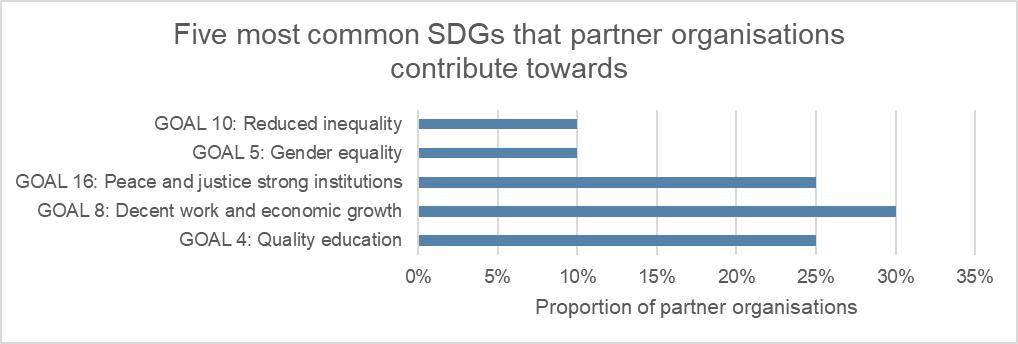 Five most common SDGs that partner organisations
contribute towards
GOAL 10: Reduced inequality
GOAL 5: Gender equality
GOAL 16: Peace and justice strong institutions
GOAL 8: Decent work and economic growth
GOAL 4: Quality education
0% 5% 10% 15% 20% 25% 30% 35%
Proportion of partner organisations